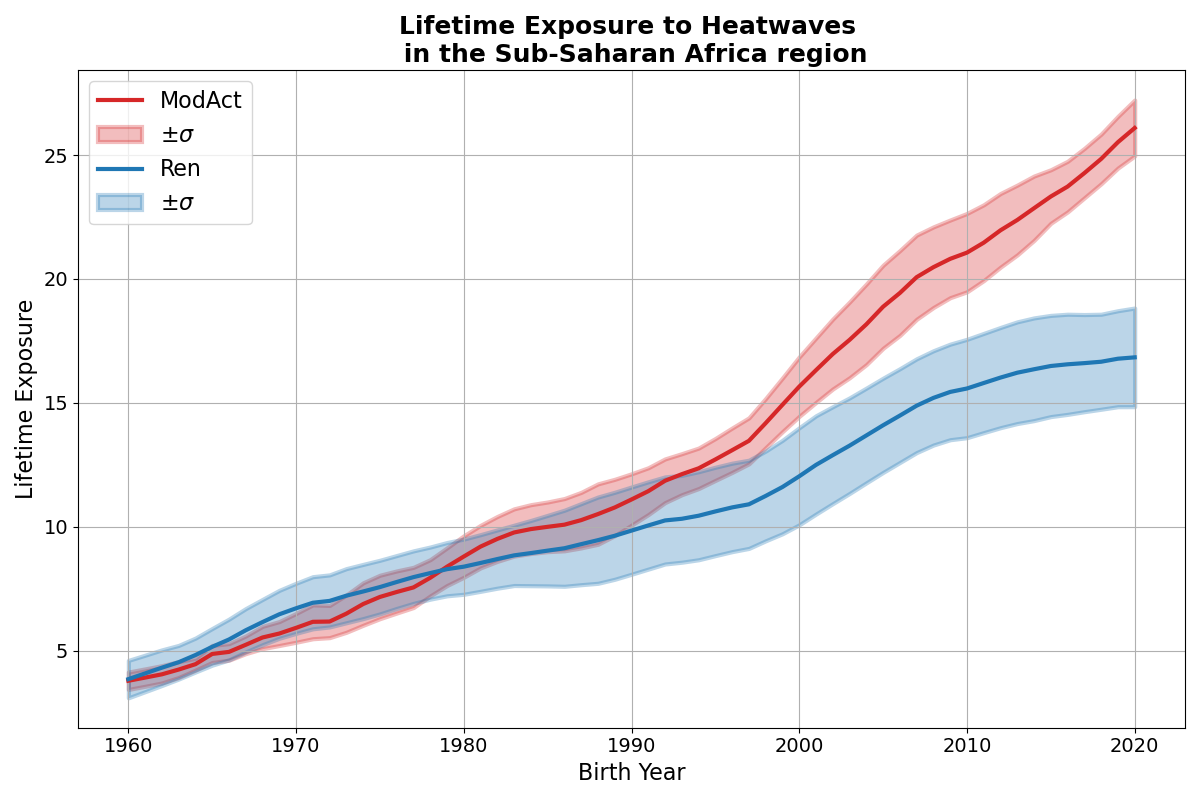 Lifetime Exposure to Heatwaves
in the Sub-Saharan Africa region
ModAct
±σ
Ren
±σ
25
20
15
10
5
Lifetime Exposure
1960 1970 1980 1990 2000 2010 2020
Birth Year